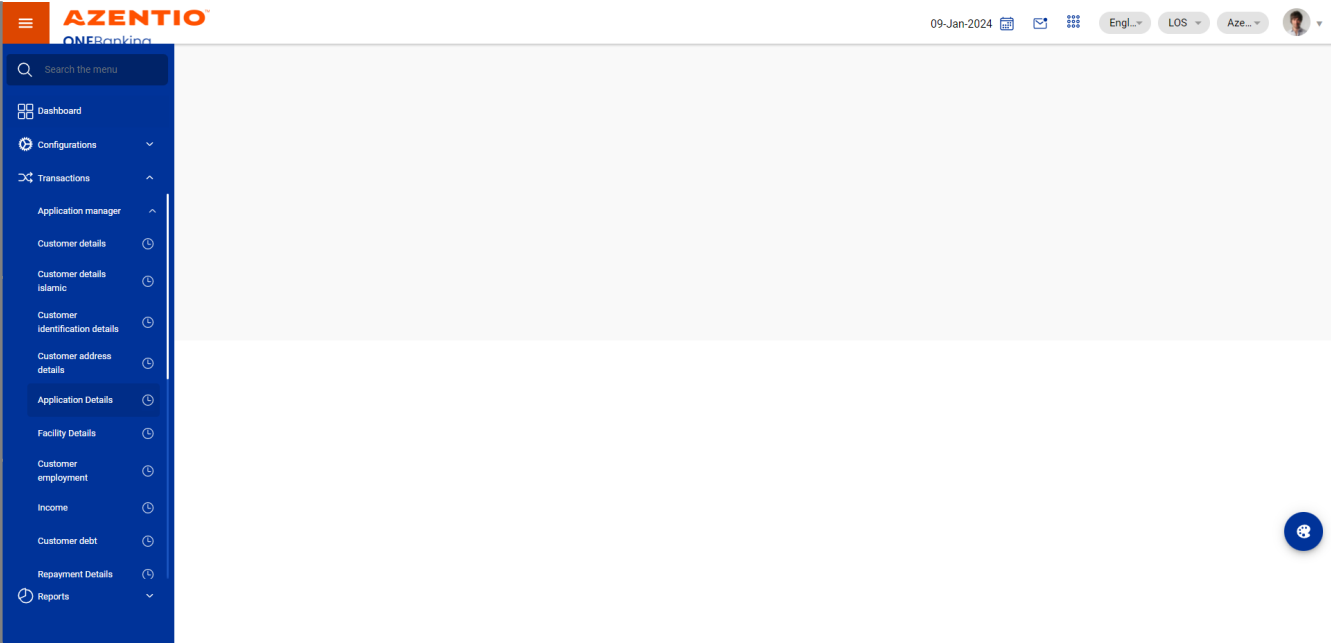 AZENTIO™
ONEBanking
09-Jan-2024
Engl...
LOS
Aze...
Search the menu
Dashboard
Configurations
Transactions
Application manager
Customer details
Customer details
islamic
Customer
identification details
Customer address
details
Application Details
Facility Details
Customer
employment
Income
Customer debt
Repayment Details
Reports